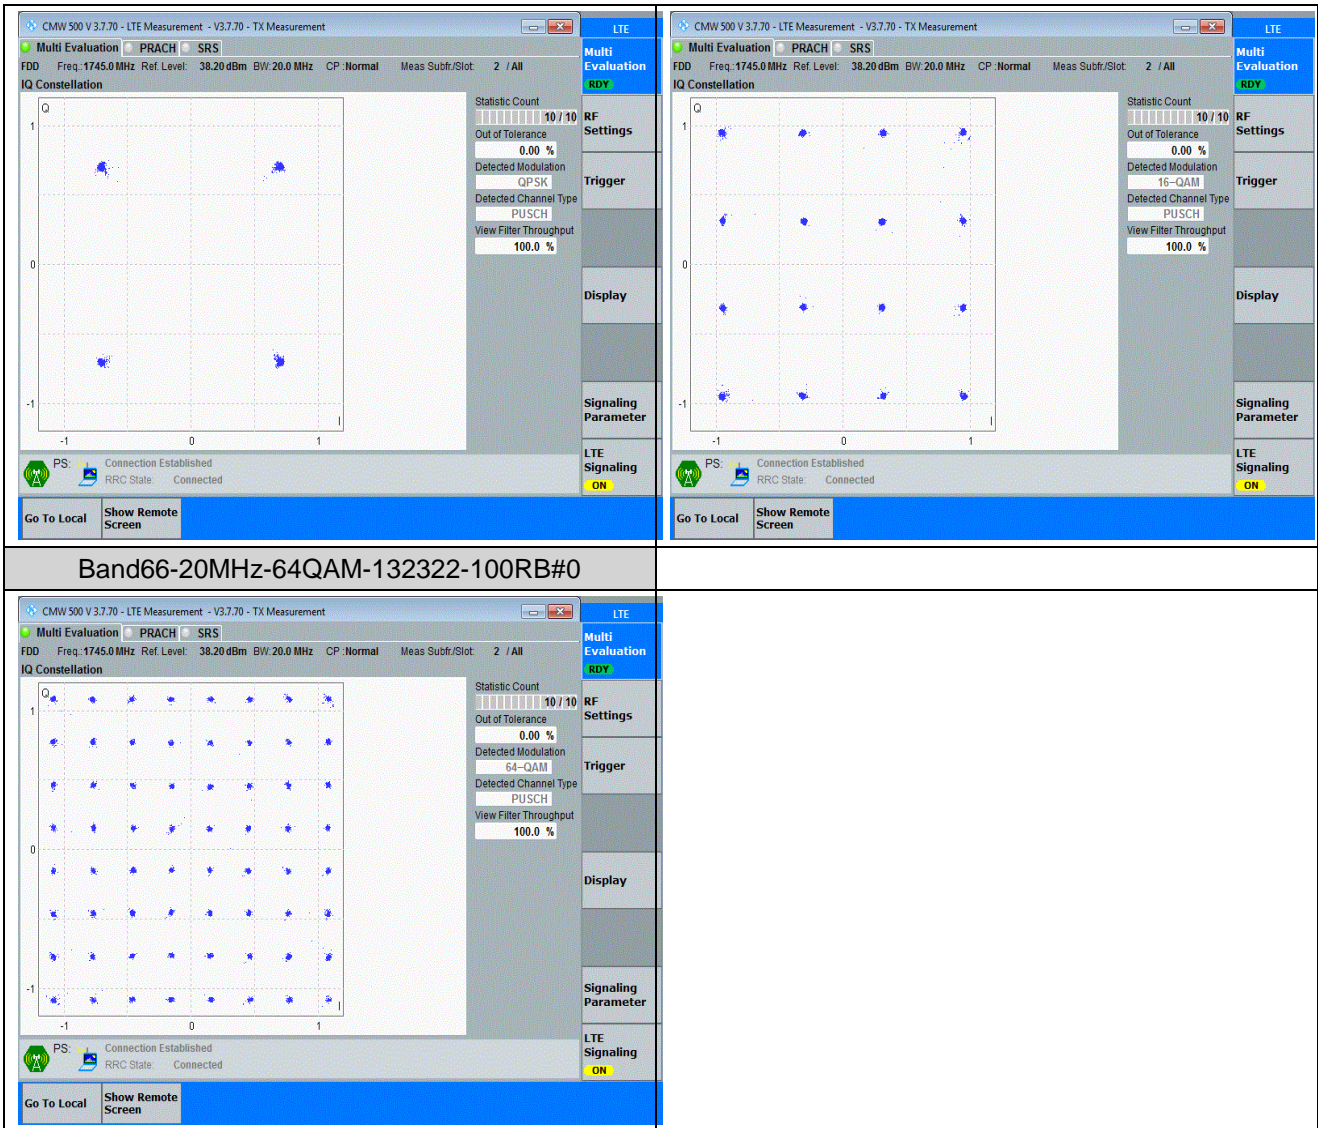 CMW 500 V 3.7.70 - LTE Measurement - V3.7.70 - TX Measurement
LTE
Multi Evaluation PRACH SRS
Multi Evaluation
RDY
FDD Freq.:1745.0 MHz Ref. Level: 38.20 dBm BW:20.0 MHz CP :Normal Meas Subfr./Slot: 2 / All
IQ Constellation
Q
1
0
-1
-1 0 1
I
Statistic Count
10 / 10
Out of Tolerance
0.00 %
Detected Modulation
QPSK
Detected Channel Type
PUSCH
View Filter Throughput
100.0 %
RF
Settings
Trigger
Display
Signaling
Parameter
LTE
Signaling
ON
PS: Connection Established
RRC State: Connected
Go To Local
Show Remote
Screen
CMW 500 V 3.7.70 - LTE Measurement - V3.7.70 - TX Measurement
LTE
Multi Evaluation PRACH SRS
Multi
Evaluation
RDY
FDD Freq.:1745.0 MHz Ref. Level: 38.20 dBm BW:20.0 MHz CP :Normal Meas Subfr./Slot: 2 / All
IQ Constellation
Q
1
0
-1
-1 0 1
I
Statistic Count
10 / 10
Out of Tolerance
0.00 %
Detected Modulation
16-QAM
Detected Channel Type
PUSCH
View Filter Throughput
100.0 %
RF
Settings
Trigger
Display
Signaling
Parameter
LTE
Signaling
ON
PS: Connection Established
RRC State: Connected
Go To Local
Show Remote
Screen
Band66-20MHz-64QAM-132322-100RB#0
CMW 500 V 3.7.70 - LTE Measurement - V3.7.70 - TX Measurement
LTE
Multi Evaluation PRACH SRS
Multi
Evaluation
RDY
FDD Freq.:1745.0 MHz Ref. Level: 38.20 dBm BW:20.0 MHz CP :Normal Meas Subfr./Slot: 2 / All
IQ Constellation
Q
1
0
-1
-1 0 1
I
Statistic Count
10 / 10
Out of Tolerance
0.00 %
Detected Modulation
64-QAM
Detected Channel Type
PUSCH
View Filter Throughput
100.0 %
RF
Settings
Trigger
Display
Signaling
Parameter
LTE
Signaling
ON
PS: Connection Established
RRC State: Connected
Go To Local
Show Remote
Screen